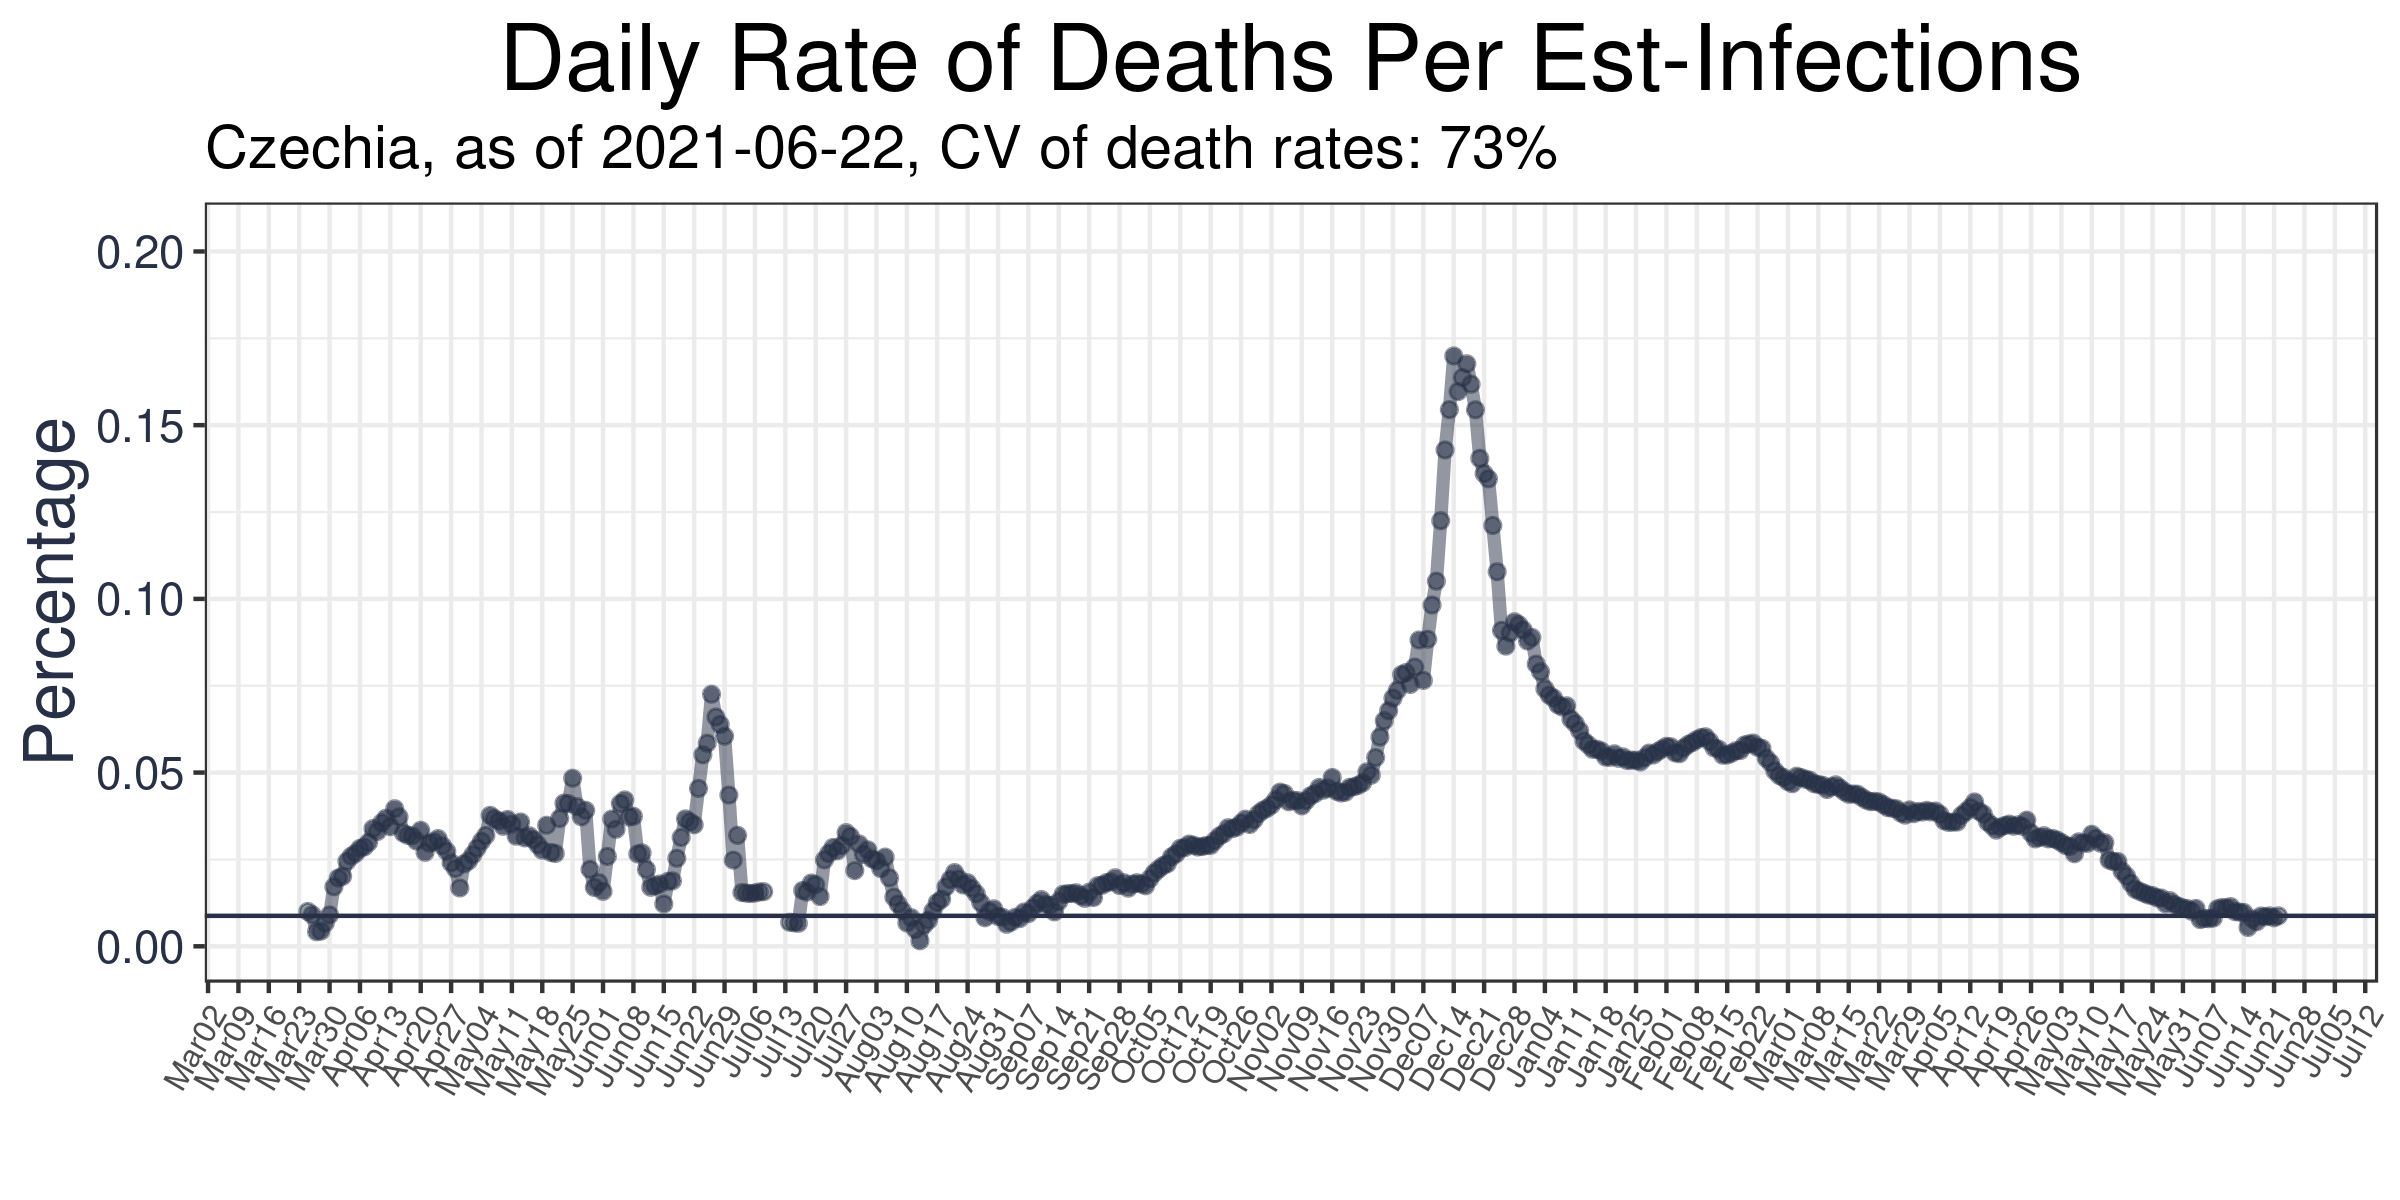 Daily Rate of Deaths Per Est-Infections
Czechia, as of 2021-06-22, CV of death rates: 73%
Percentage
0.20
0.15
0.10
0.05
0.00
Mar02
Mar09
Mar16
Mar23
Mar30
Apr06
Apr13
Apr20
Apr27
May04
May11
May18
May25
Jun01
Jun08
Jun15
Jun22
Jun29
Jul06
Jul13
Jul20
Jul27
Aug03
Aug10
Aug17
Aug24
Aug31
Sep07
Sep14
Sep21
Sep28
Oct05
Oct12
Oct19
Oct26
Nov02
Nov09
Nov16
Nov23
Nov30
Dec07
Dec14
Dec21
Dec28
Jan04
Jan11
Jan18
Jan25
Feb01
Feb08
Feb15
Feb22
Mar01
Mar08
Mar15
Mar22
Mar29
Apr05
Apr12
Apr19
Apr26
May03
May10
May17
May24
May31
Jun07
Jun14
Jun21
Jun28
Jul05
Jul12